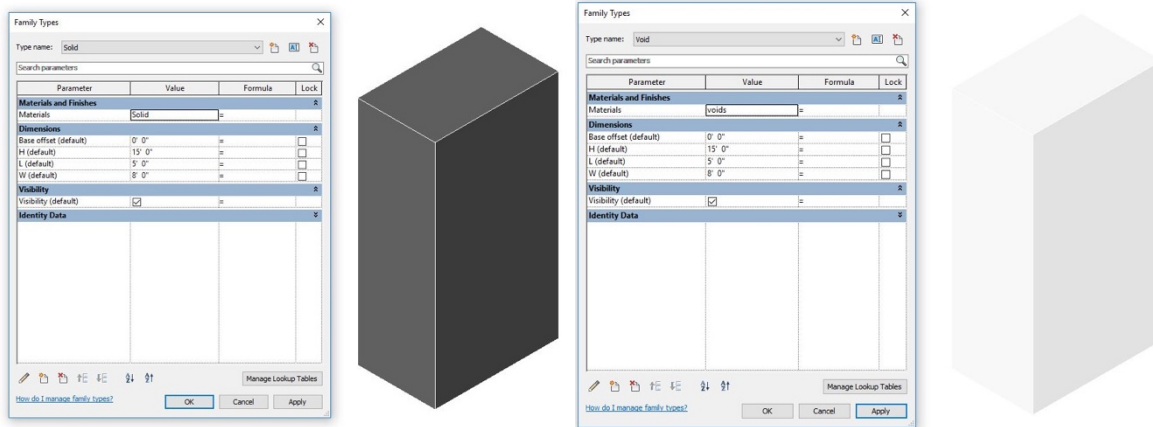 Family Types
Type name: Solid
Search parameters
Parameter Value Formula Lock
Materials and Finishes
Materials Solid =
Dimensions
Base offset (default) 0' 0" =
H (default) 15' 0" =
L (default) 5' 0" =
W (default) 8' 0" =
Visibility
Visibility (default) =
Identity Data
Manage Lookup Tables
How do I manage family types?
OK Cancel Apply
Family Types
Type name: Void
Search parameters
Parameter Value Formula Lock
Materials and Finishes
Materials voids =
Dimensions
Base offset (default) 0' 0" =
H (default) 15' 0" =
L (default) 5' 0" =
W (default) 8' 0" =
Visibility
Visibility (default) =
Identity Data
Manage Lookup Tables
How do I manage family types?
OK Cancel Apply